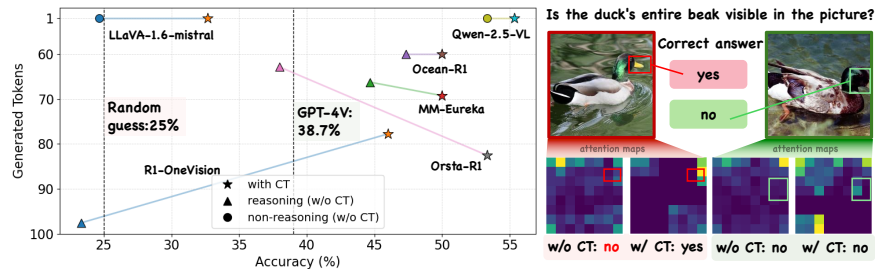 1
60
70
80
90
100
Generated Tokens
25
30
35
40
45
50
55
Accuracy (%)
LLaVA-1.6-mistral
Qwen-2.5-VL
Ocean-R1
MM-Eureka
Orsta-R1
R1-OneVision
Random
guess:25%
GPT-4V:
38.7%
with CT
reasoning (w/o CT)
non-reasoning (w/o CT)
Is the duck's entire beak visible in the picture?
Correct answer
yes
no
attention maps
attention maps
w/o CT: no
w/ CT: yes
w/o CT: no
w/ CT: no